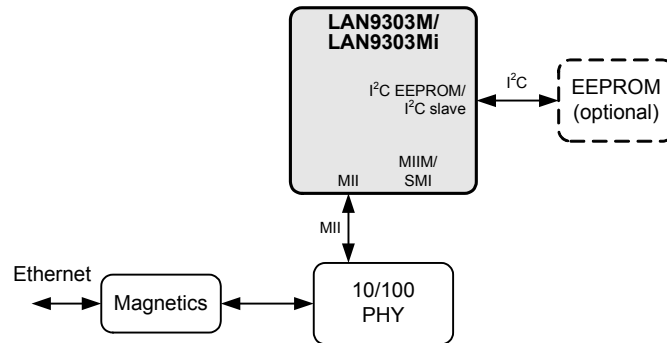 LAN9303M/
LAN9303Mi
I²C EEPROM/
I²C slave
I²C
EEPROM
(optional)
MII
MIIM/
SMI
MII
Ethernet
Magnetics
10/100
PHY